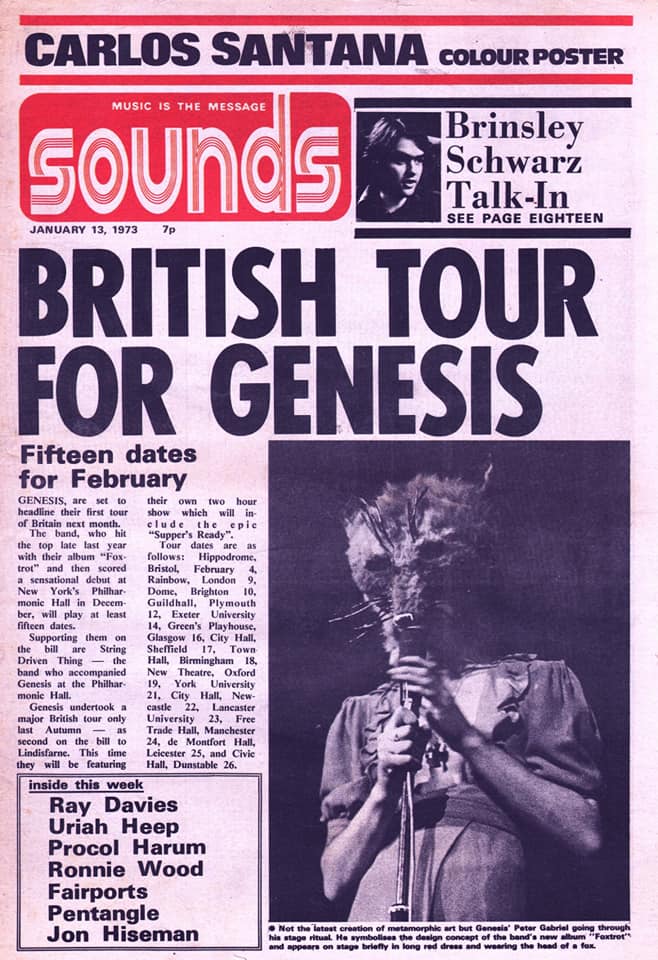 CARLOS SANTANA COLOUR POSTER
MUSIC IS THE MESSAGE
sounds
JANUARY 13, 1973 7p
Brinsley
Schwarz
Talk-In
SEE PAGE EIGHTEEN
BRITISH TOUR
FOR GENESIS
Fifteen dates
for February
GENESIS, are set to
headline their first tour
of Britain next month.
The band, who hit
the top late last year
with their album "Fox-
trot" and then scored
a sensational debut at
New York's Philhar-
monic Hall in Decem-
ber, will play at least
fifteen dates.
Supporting them on
the bill are String
Driven Thing — the
band who accompanied
Genesis at the Philhar-
monic Hall.
Genesis undertook a
major British tour only
last Autumn — as
second on the bill to
Lindisfarne. This time
they will be featuring
their own two hour
show which will in-
clude the epic
"Supper's Ready".
Tour dates are as
follows: Hippodrome,
Bristol, February 4,
Rainbow, London 9,
Dome, Brighton 10,
Guildhall, Plymouth
12, Exeter University
14, Green's Playhouse,
Glasgow 16, City Hall,
Sheffield 17, Town
Hall, Birmingham 18,
New Theatre, Oxford
19, York University
21, City Hall, New-
castle 22, Lancaster
University 23, Free
Trade Hall, Manchester
24, de Montfort Hall,
Leicester 25, and Civic
Hall, Dunstable 26.
inside this week
Ray Davies
Uriah Heep
Procol Harum
Ronnie Wood
Fairports
Pentangle
Jon Hiseman
● Not the latest creation of metamorphic art but Genesis' Peter Gabriel going through
his stage ritual. He symbolises the design concept of the band's new album "Foxtrot"
and appears on stage briefly in long red dress and wearing the head of a fox.